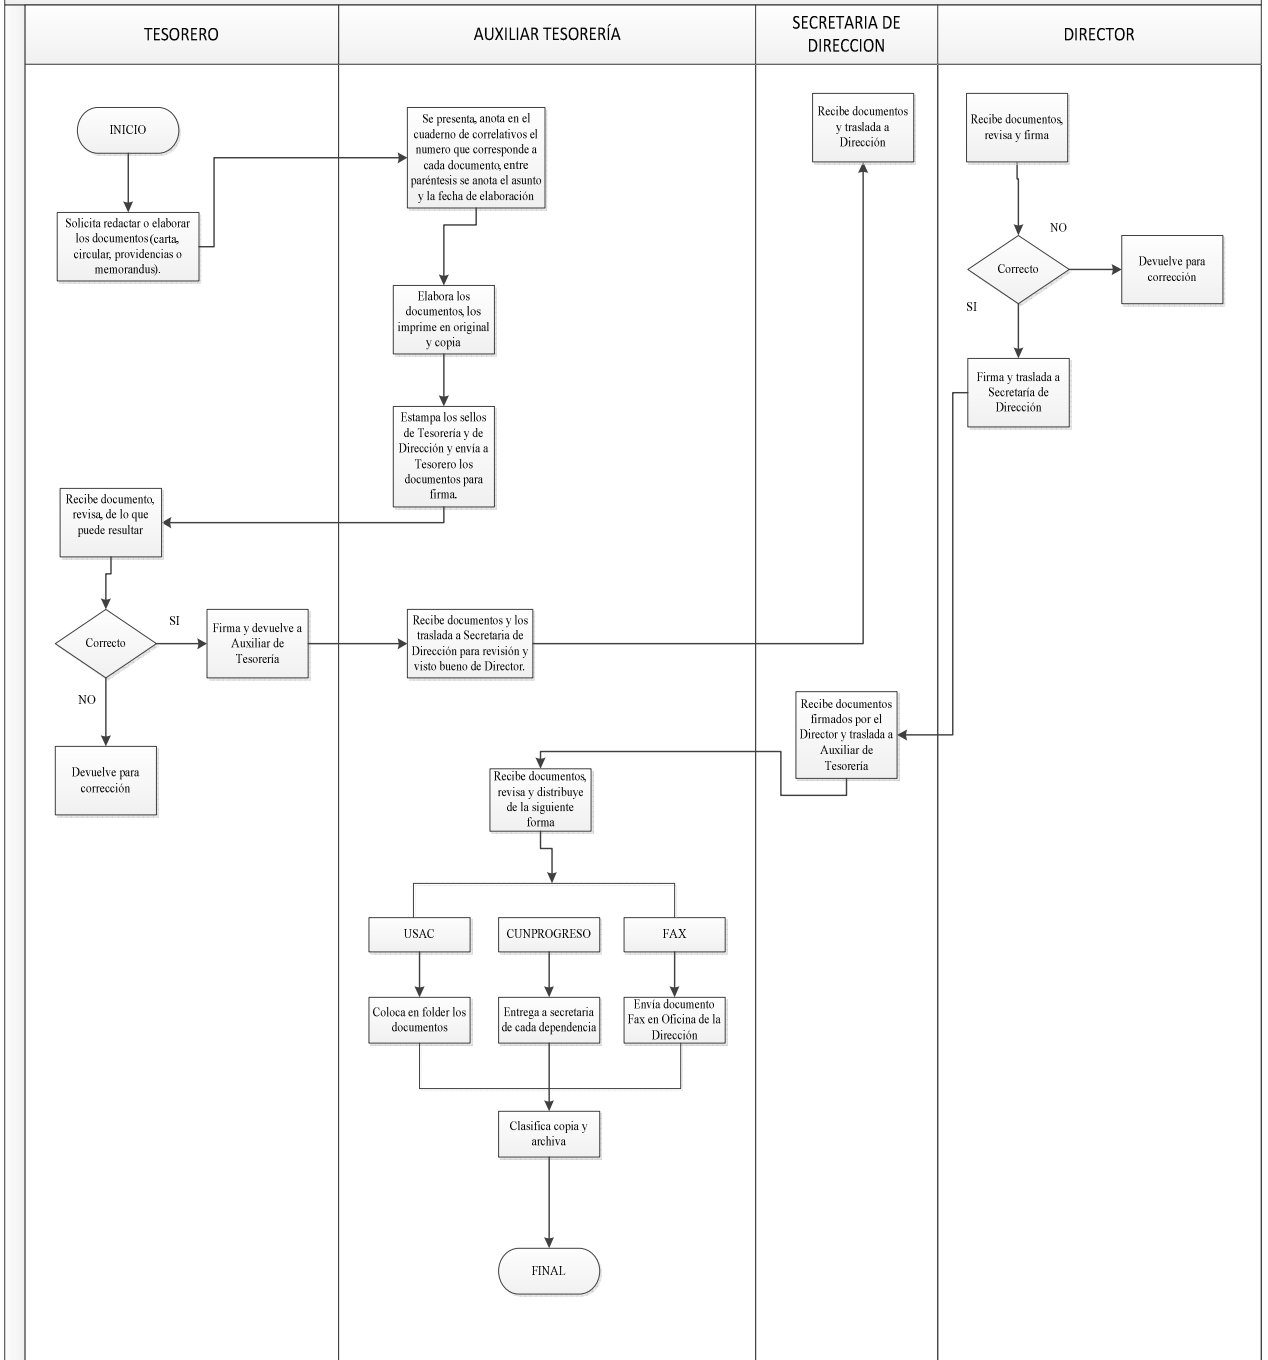 TESORERO
AUXILIAR TESORERÍA
SECRETARIA DE
DIRECCION
DIRECTOR
INICIO
Solicita redactar o elaborar
los documentos (carta,
circular, providencias o
memorandus).
Se presenta, anota en el
cuaderno de correlativos el
numero que corresponde a
cada documento, entre
paréntesis se anota el asunto
y la fecha de elaboración
Elabora los
documentos, los
imprime en original
y copia
Estampa los sellos
de Tesorería y de
Dirección y envía a
Tesorero los
documentos para
firma.
Recibe documento,
revisa, de lo que
puede resultar
Correcto
SI
NO
Firma y devuelve a
Auxiliar de
Tesorería
Devuelve para
corrección
Recibe documentos y los
traslada a Secretaria de
Dirección para revisión y
visto bueno de Director.
Recibe documentos
y traslada a
Dirección
Recibe documentos,
revisa y firma
Correcto
NO
SI
Devuelve para
corrección
Firma y traslada a
Secretaría de
Dirección
Recibe documentos
firmados por el
Director y traslada a
Auxiliar de
Tesorería
Recibe documentos,
revisa y distribuye
de la siguiente
forma
USAC
CUNPROGRESO
FAX
Coloca en fólder los
documentos
Entrega a secretaria
de cada dependencia
Envía documento
Fax en Oficina de la
Dirección
Clasifica copia y
archiva
FINAL